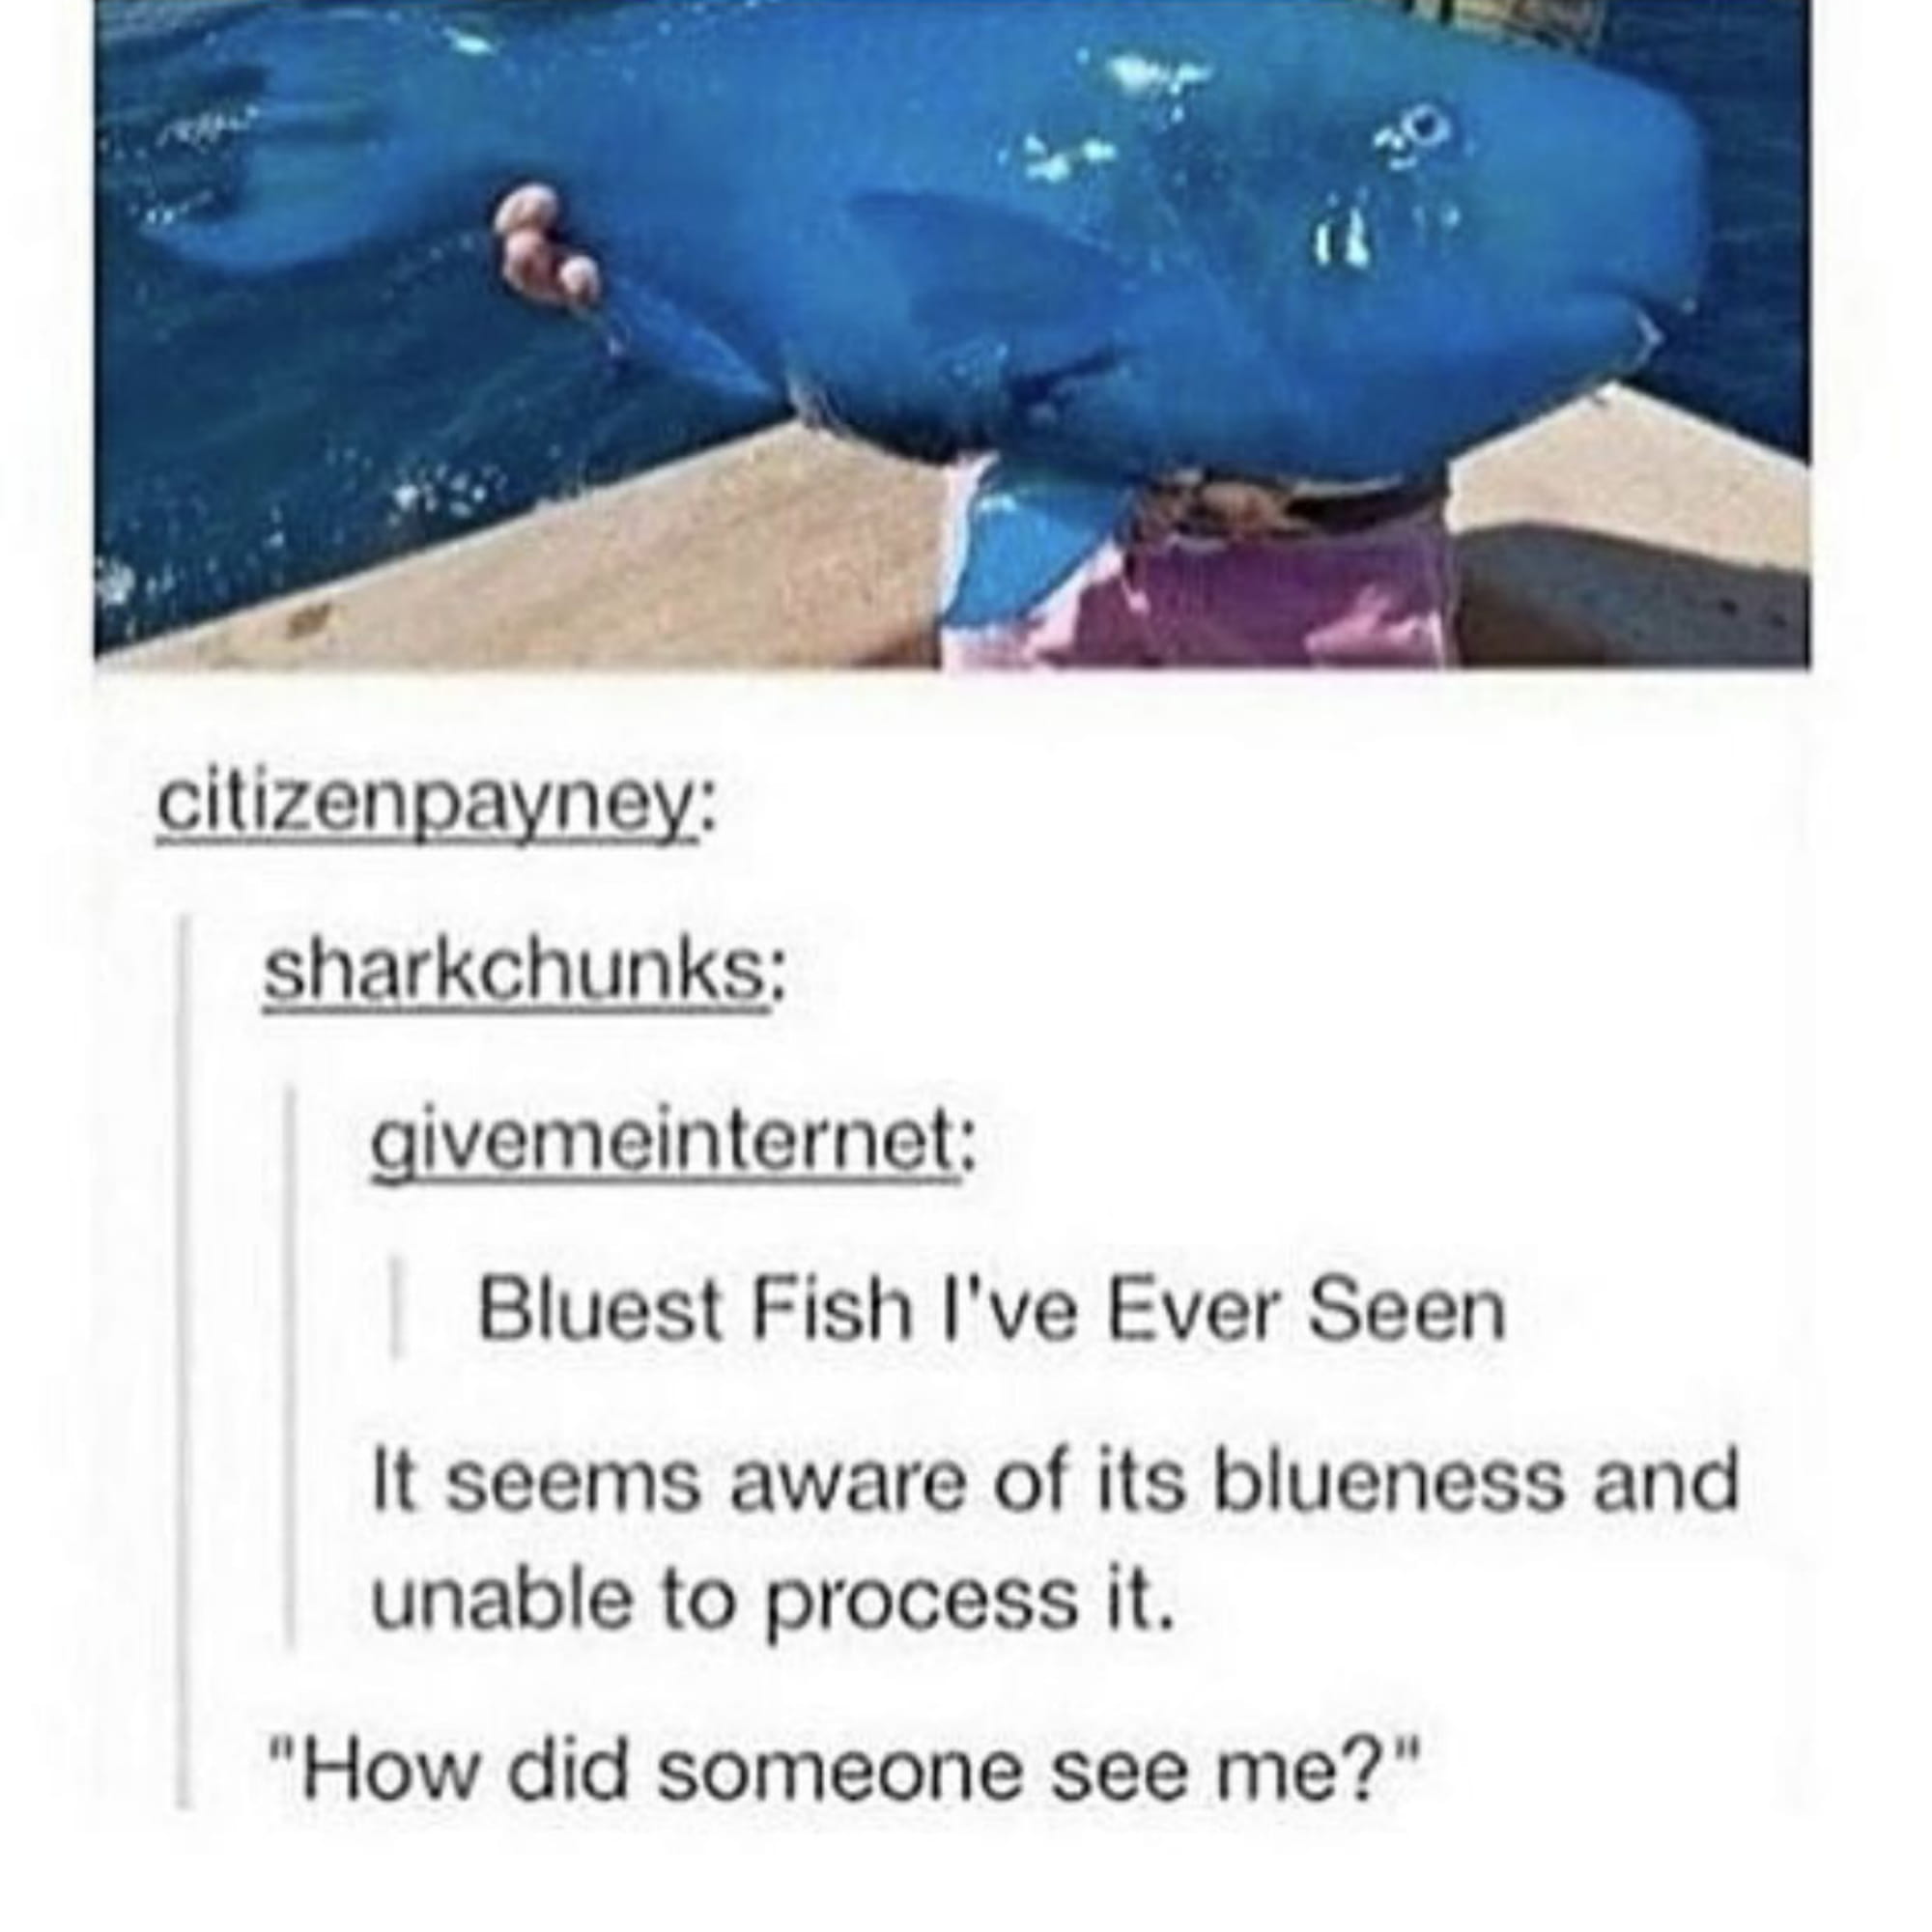 citizenpayney:
sharkchunks:
givemeinternet:
Bluest Fish I've Ever Seen
It seems aware of its blueness and
unable to process it.
"How did someone see me?"